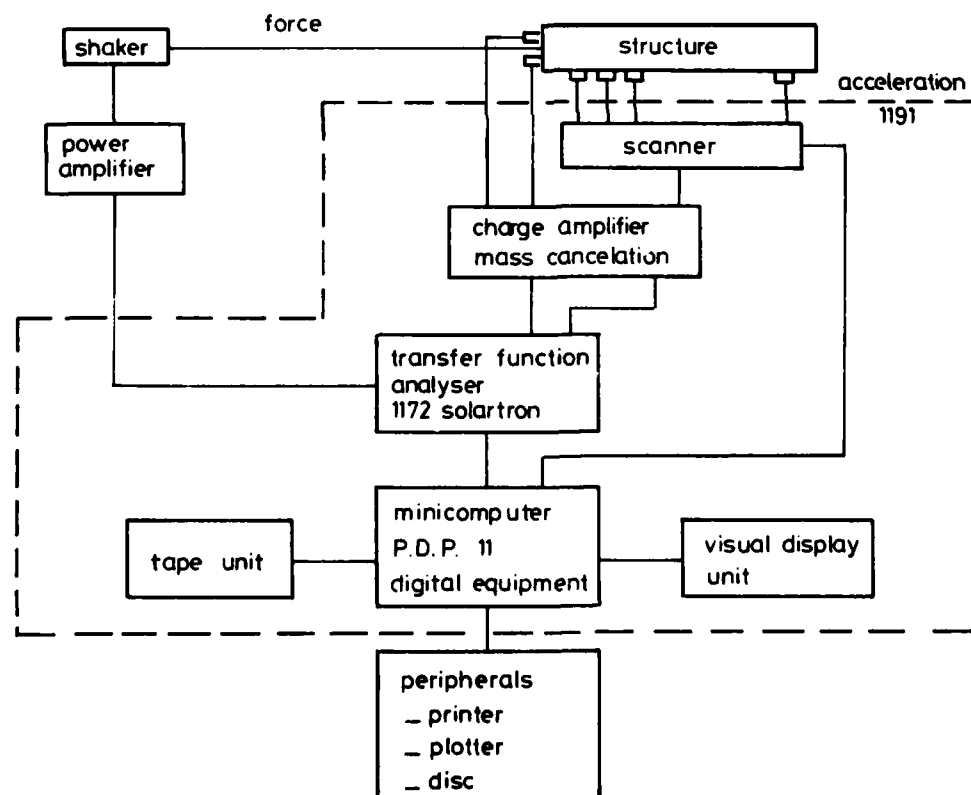 force
shaker
structure
acceleration
1191
power
amplifier
scanner
charge amplifier
mass cancelation
transfer function
analyser
1172 solartron
minicomputer
P.D.P. 11
digital equipment
tape unit
visual display
unit
peripherals
_ printer
_ plotter
_ disc